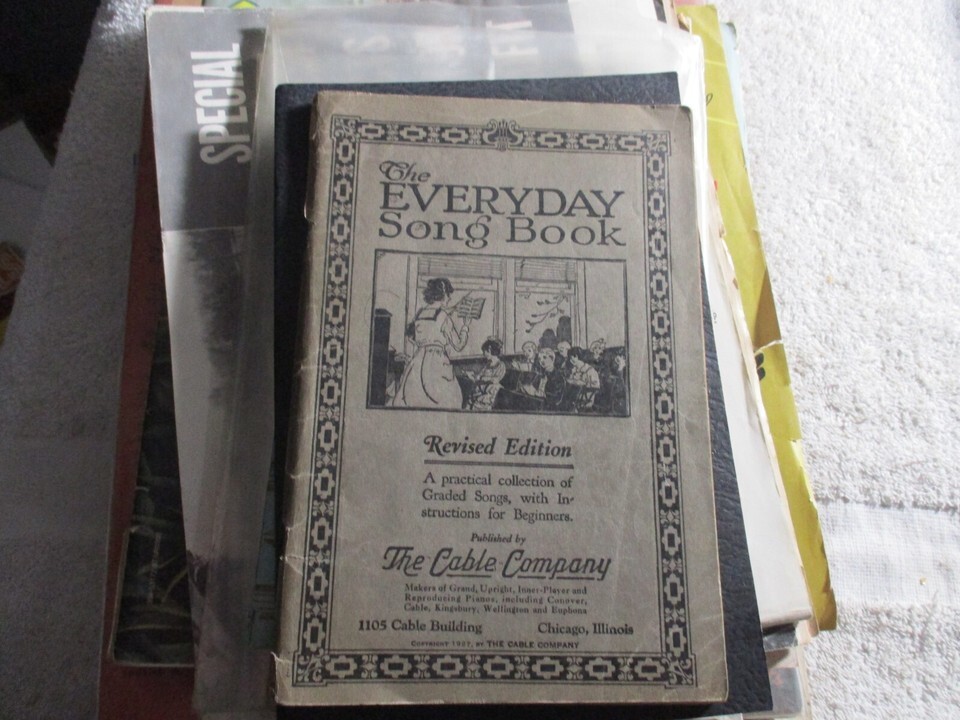 SPECIAL
The
EVERYDAY
Song Book
Revised Edition
A practical collection of
Graded Songs, with In-
structions for Beginners.
Published by
The Cable Company
Makers of Grand, Upright, Inner-Player and
Reproducing Pianos, including Conover,
Cable, Kingsbury, Wellington and Euphona
1105 Cable Building Chicago, Illinois
COPYRIGHT 1927, BY THE CABLE COMPANY